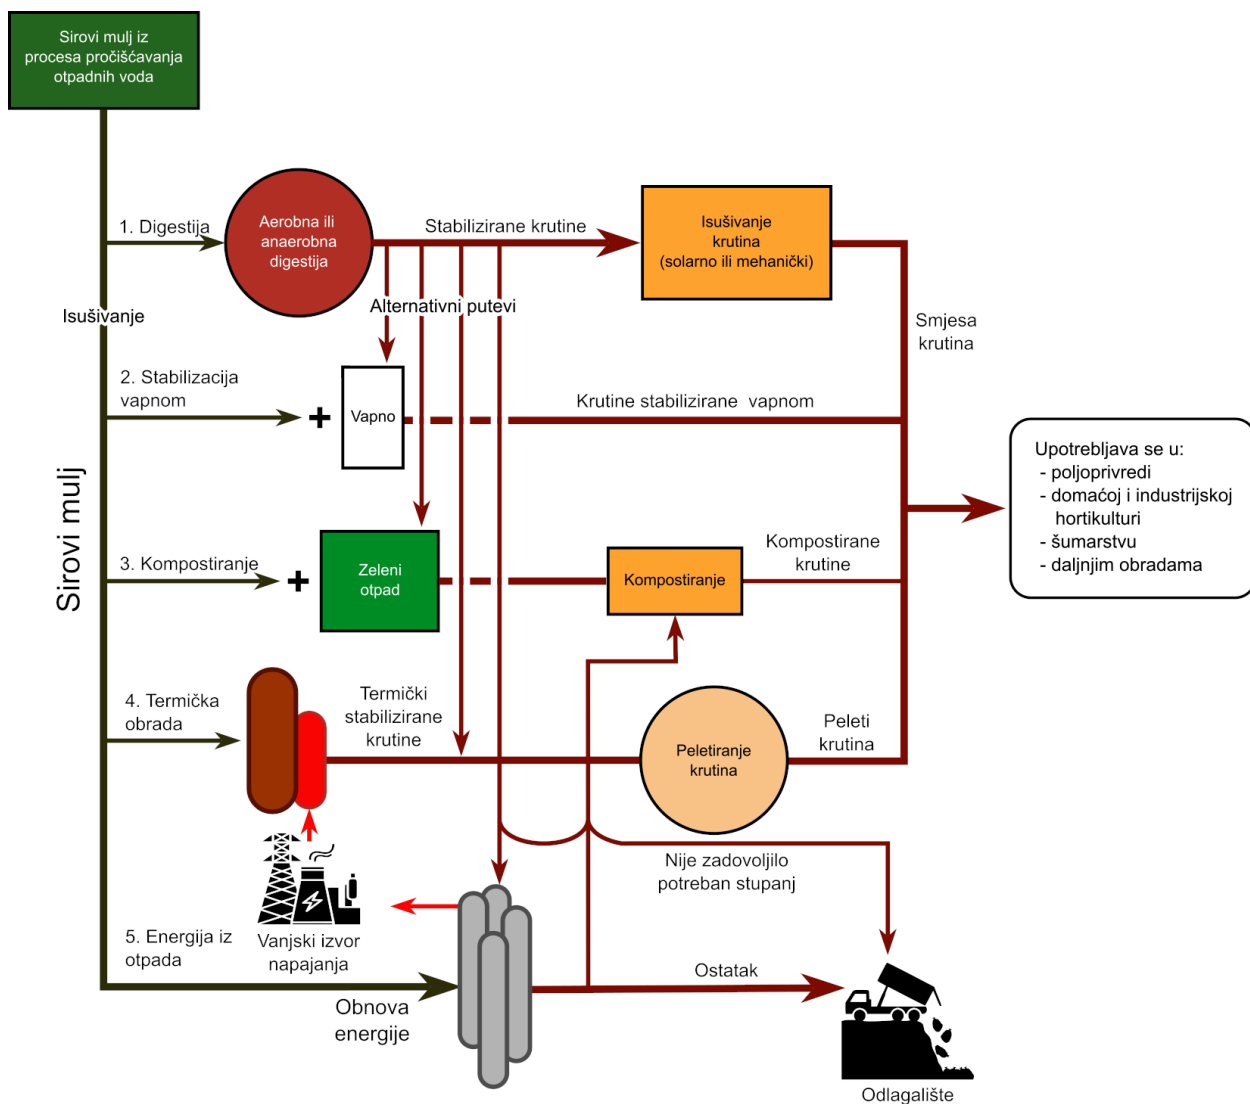 Sirovi mulj iz
procesa pročišćavanja
otpadnih voda
1. Digestija
Aerobna ili
anaerobna
digestija
Stabilizirane krutine
Isušivanje
krutina
(solarno ili mehanički)
Isušivanje
Alternativni putevi
Smjesa
krutina
2. Stabilizacija
vapnom
+
Vapno
Krutine stabilizirane vapnom
Upotrebljava se u:
- poljoprivredi
- domaćoj i industrijskoj
hortikulturi
- šumarstvu
- daljnjim obradama
Sirovi mulj
3. Kompostiranje
+
Zeleni
otpad
Kompostiranje
Kompostirane
krutine
4. Termička
obrada
Termički
stabilizirane
krutine
Peletiranje
krutina
Peleti
krutina
Nije zadovoljilo
potreban stupanj
5. Energija iz
otpada
Vanjski izvor
napajanja
Obnova
energije
Ostatak
Odlagalište